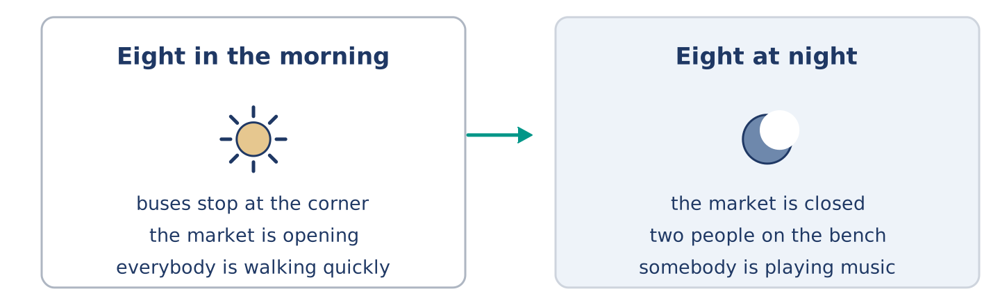 Eight in the morning
buses stop at the corner
the market is opening
everybody is walking quickly
Eight at night
the market is closed
two people on the bench
somebody is playing music